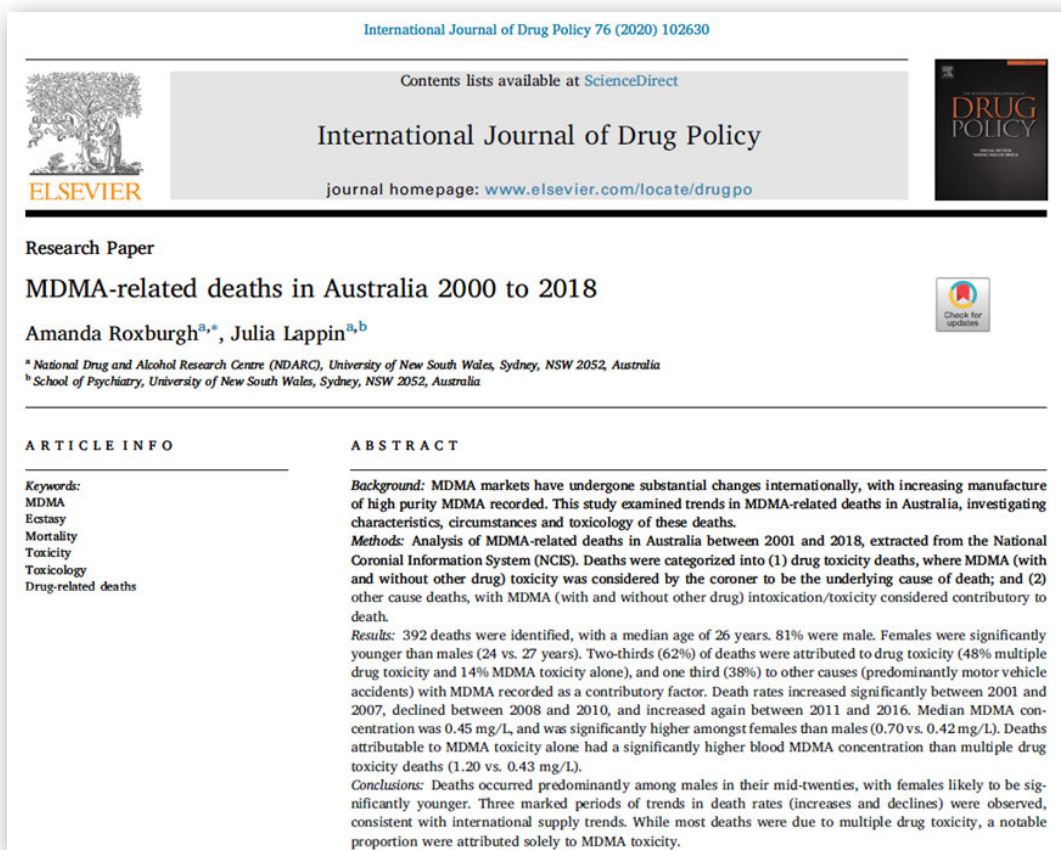 International Journal of Drug Policy 76 (2020) 102630
Contents lists available at ScienceDirect
International Journal of Drug Policy
journal homepage: www.elsevier.com/locate/drugpo
ELSEVIER
THE INTERNATIONAL JOURNAL OF
DRUG
POLICY
Research Paper
MDMA-related deaths in Australia 2000 to 2018
Check for
updates
Amanda Roxburgh a,*, Julia Lappin a,b
a National Drug and Alcohol Research Centre (NDARC), University of New South Wales, Sydney, NSW 2052, Australia
b School of Psychiatry, University of New South Wales, Sydney, NSW 2052, Australia
ARTICLE INFO
Keywords:
MDMA
Ecstasy
Mortality
Toxicity
Toxicology
Drug-related deaths
ABSTRACT
Background: MDMA markets have undergone substantial changes internationally, with increasing manufacture
of high purity MDMA recorded. This study examined trends in MDMA-related deaths in Australia, investigating
characteristics, circumstances and toxicology of these deaths.
Methods: Analysis of MDMA-related deaths in Australia between 2001 and 2018, extracted from the National
Coronial Information System (NCIS). Deaths were categorized into (1) drug toxicity deaths, where MDMA (with
and without other drug) toxicity was considered by the coroner to be the underlying cause of death; and (2)
other cause deaths, with MDMA (with and without other drug) intoxication/toxicity considered contributory to
death.
Results: 392 deaths were identified, with a median age of 26 years. 81% were male. Females were significantly
younger than males (24 vs. 27 years). Two-thirds (62%) of deaths were attributed to drug toxicity (48% multiple
drug toxicity and 14% MDMA toxicity alone), and one third (38%) to other causes (predominantly motor vehicle
accidents) with MDMA recorded as a contributory factor. Death rates increased significantly between 2001 and
2007, declined between 2008 and 2010, and increased again between 2011 and 2016. Median MDMA con-
centration was 0.45 mg/L, and was significantly higher amongst females than males (0.70 vs. 0.42 mg/L). Deaths
attributable to MDMA toxicity alone had a significantly higher blood MDMA concentration than multiple drug
toxicity deaths (1.20 vs. 0.43 mg/L).
Conclusions: Deaths occurred predominantly among males in their mid-twenties, with females likely to be sig-
nificantly younger. Three marked periods of trends in death rates (increases and declines) were observed,
consistent with international supply trends. While most deaths were due to multiple drug toxicity, a notable
proportion were attributed solely to MDMA toxicity.